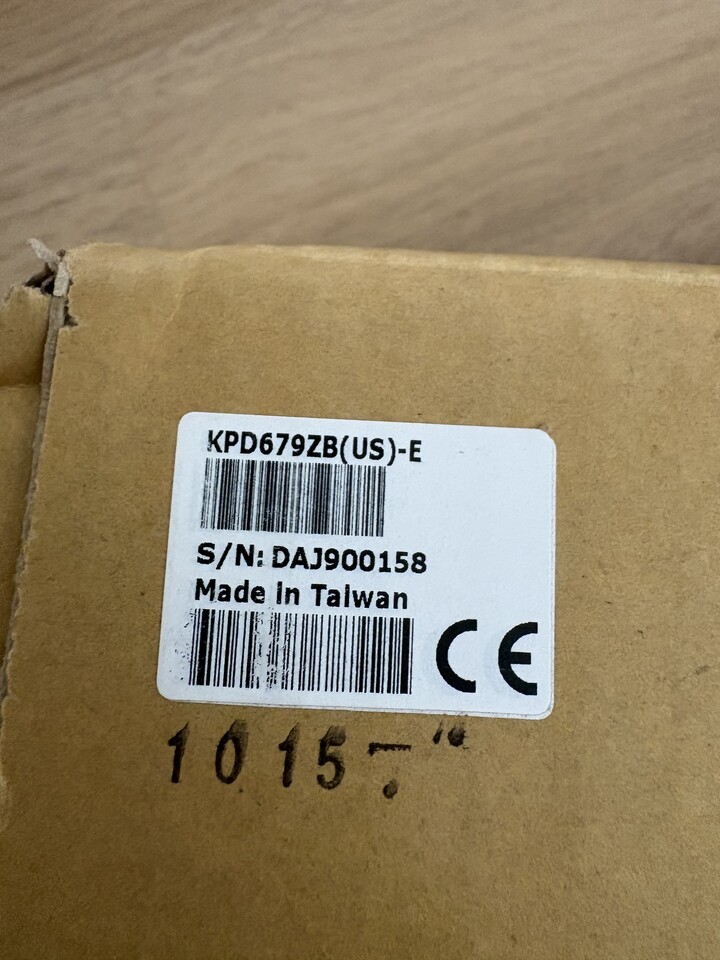 KPD679ZB(US)-E
S/N: DAJ900158
Made in Taiwan
CE
1015